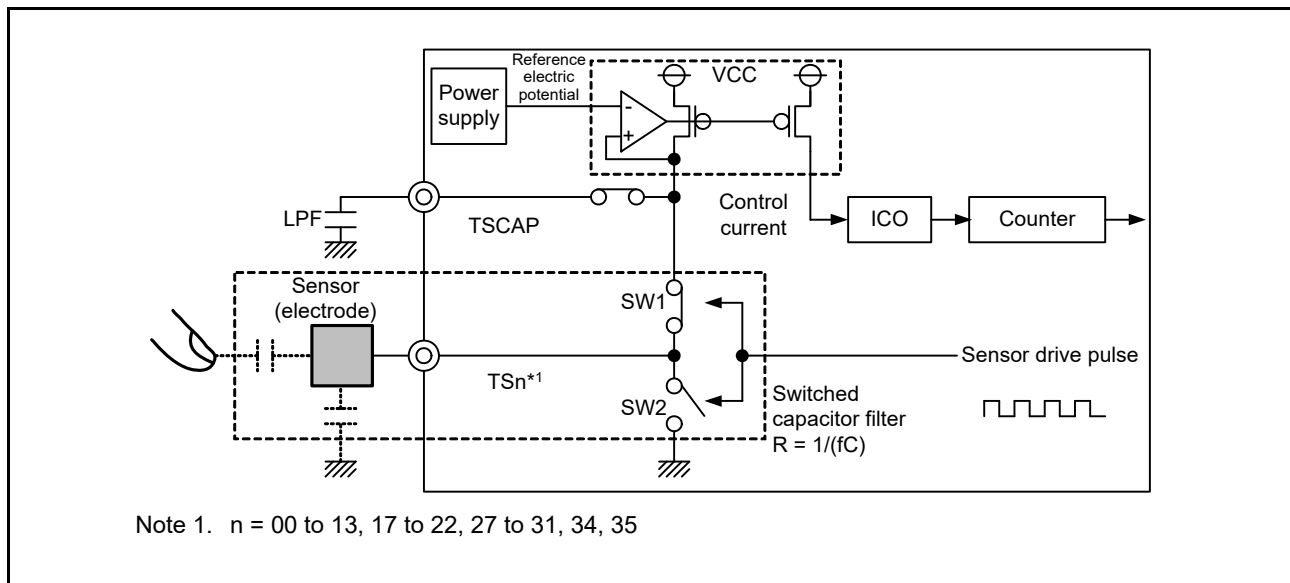 Reference
electric
potential
VCC
Power
supply
-
+
LPF
TSCAP
Control
current
ICO
Counter
Sensor
(electrode)
SW1
TSn*1
SW2
Sensor drive pulse
Switched
capacitor filter
R = 1/(fC)
Note 1. n = 00 to 13, 17 to 22, 27 to 31, 34, 35